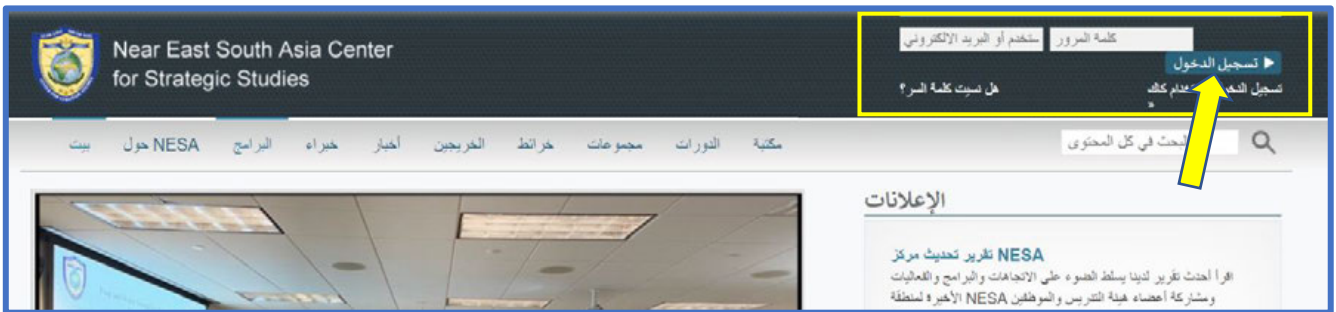 Near East South Asia Center
for Strategic Studies
ستخدم أو البريد الالكتروني
كلمة المرور
تسجيل الدخول
هل نسيت كلمة السر؟
تسجيل كاك
»
بيت
حول NESA
البرامج
خبراء
أخبار
الخريجين
خرائط
مجموعات
الدورات
مكتبة
البحث في كل المحتوى
الإعلانات
NESA تقرير تحديث مركز
اقرأ أحدث تقرير لدينا يسلط الضوء على الاتجاهات والبرامج والفعاليات
ومشاركة أعضاء هيئة التدريس والموظفين NESA الأخيرة لمنطقة